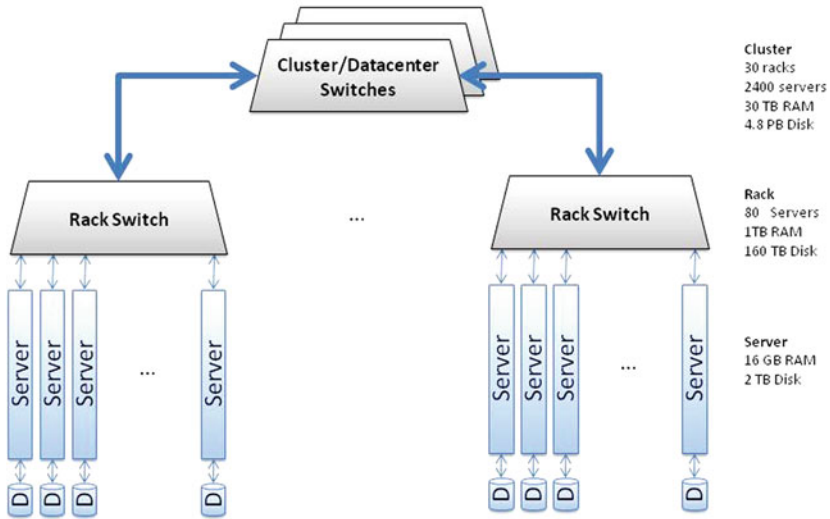 Cluster/Datacenter
Switches
Cluster
30 racks
2400 servers
30 TB RAM
4.8 PB Disk
Rack Switch
...
Rack Switch
Rack
80 Servers
1TB RAM
160 TB Disk
Server
Server
Server
...
Server
Server
Server
Server
...
Server
Server
16 GB RAM
2 TB Disk
D
D
D
D
D
D
D
D